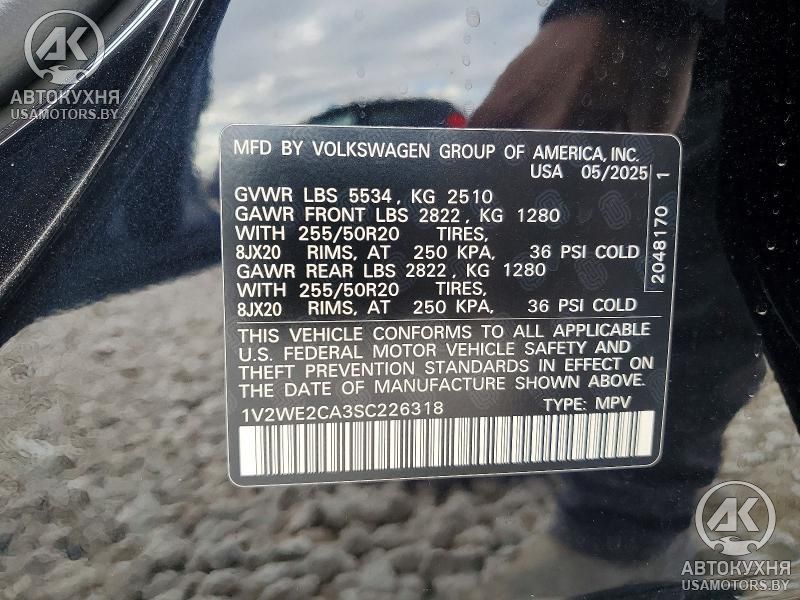 AK
АВТОКУХНЯ
USAMOTORS.BY
MFD BY VOLKSWAGEN GROUP OF AMERICA, INC.
USA 05/2025
GVWR LBS 5534, KG 2510
GAWR FRONT LBS 2822, KG 1280
WITH 255/50R20 TIRES,
8JX20 RIMS, AT 250 KPA, 36 PSI COLD
GAWR REAR LBS 2822, KG 1280
WITH 255/50R20 TIRES,
8JX20 RIMS, AT 250 KPA, 36 PSI COLD
2048170 1
THIS VEHICLE CONFORMS TO ALL APPLICABLE
U.S. FEDERAL MOTOR VEHICLE SAFETY AND
THEFT PREVENTION STANDARDS IN EFFECT ON
THE DATE OF MANUFACTURE SHOWN ABOVE.
1V2WE2CA3SC226318 TYPE: MPV
AK
АВТОКУХНЯ
USAMOTORS.BY